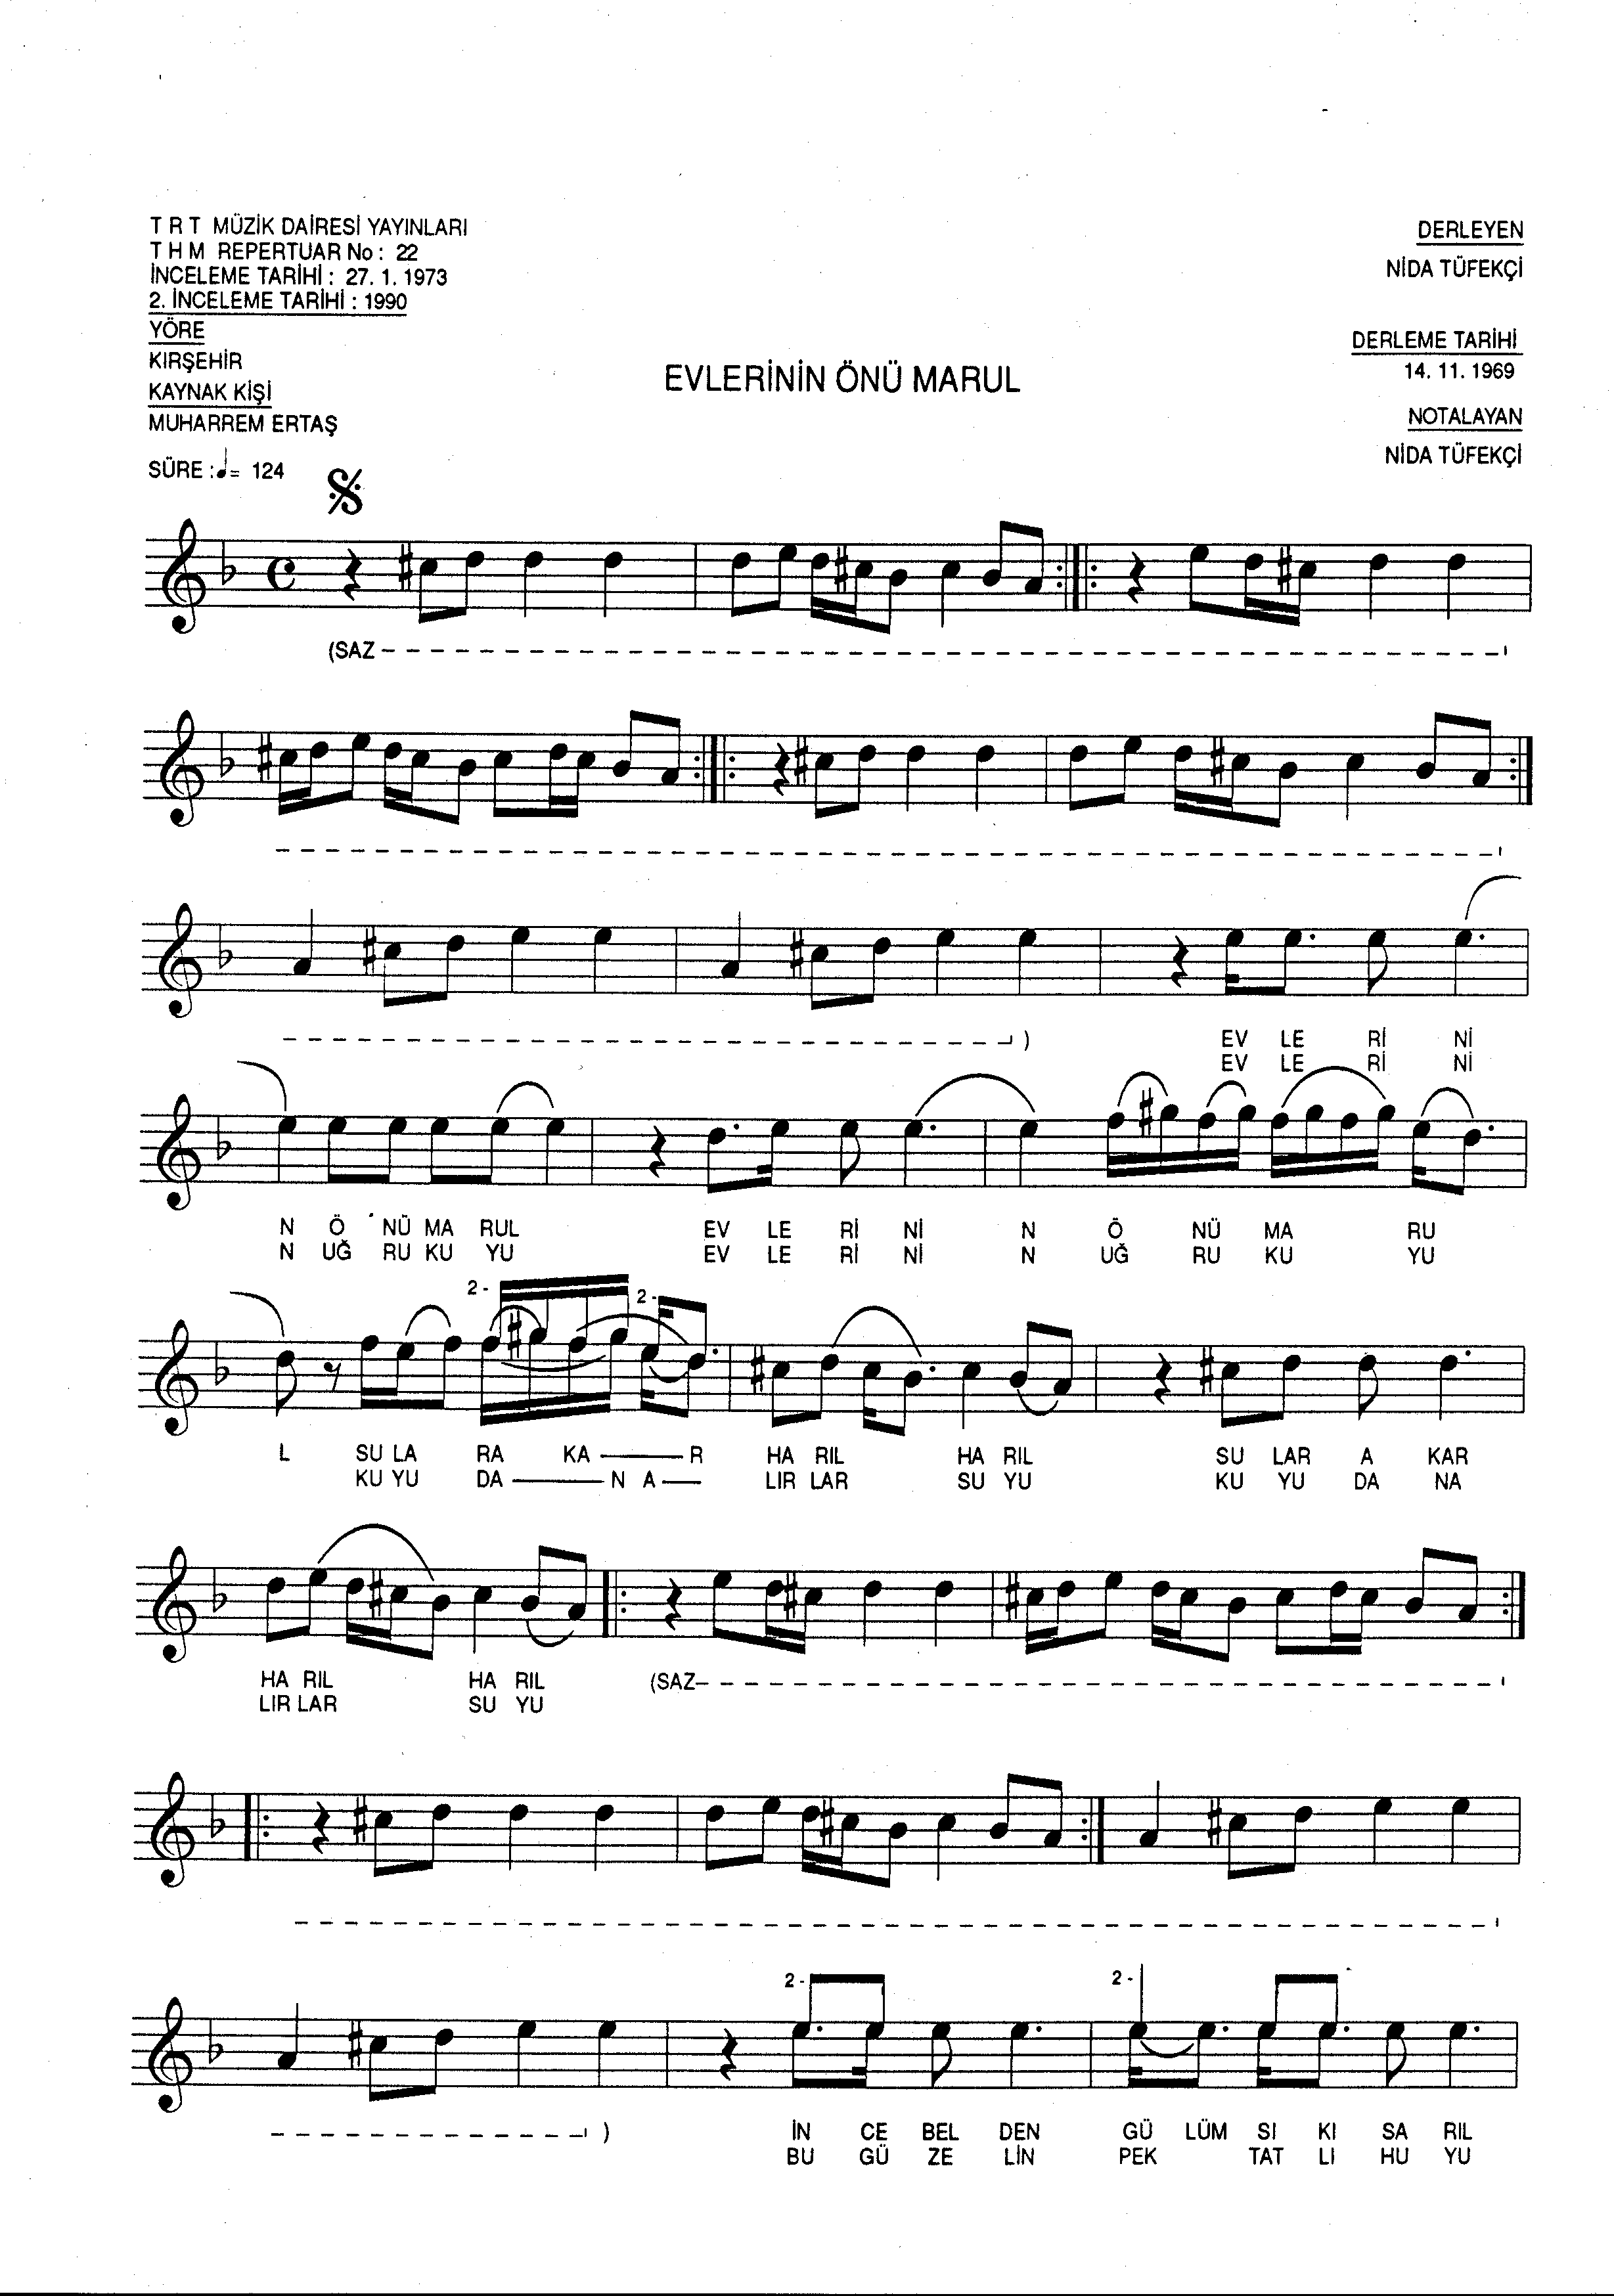 T R T MÜZİK DAİRESİ YAYINLARI
T H M REPERTUAR No : 22
İNCELEME TARİHİ : 27. 1. 1973
2. İNCELEME TARİHİ : 1990
YÖRE
KIRŞEHİR
KAYNAK KİŞİ
MUHARREM ERTAŞ
SÜRE : ♩= 124
DERLEYEN
NİDA TÜFEKÇİ
DERLEME TARİHİ
14. 11. 1969
NOTALAYAN
NİDA TÜFEKÇİ
EVLERİNİN ÖNÜ MARUL
(SAZ
)
EV LE Rİ Nİ
EV LE Rİ Nİ
N Ö NÜ MA RUL EV LE Rİ Nİ N Ö NÜ MA RU
N UĞ RU KU YU EV LE Rİ Nİ N UĞ RU KU YU
2 - 2 -
L SU LA RA KA R HA RIL HA RIL SU LAR A KAR
KU YU DA N A LIR LAR SU YU KU YU DA NA
HA RIL HA RIL (SAZ
LIR LAR SU YU
2 - 2 -
) İN CE BEL DEN GÜ LÜM SI KI SA RIL
BU GÜ ZE LİN PEK TAT LI HU YU